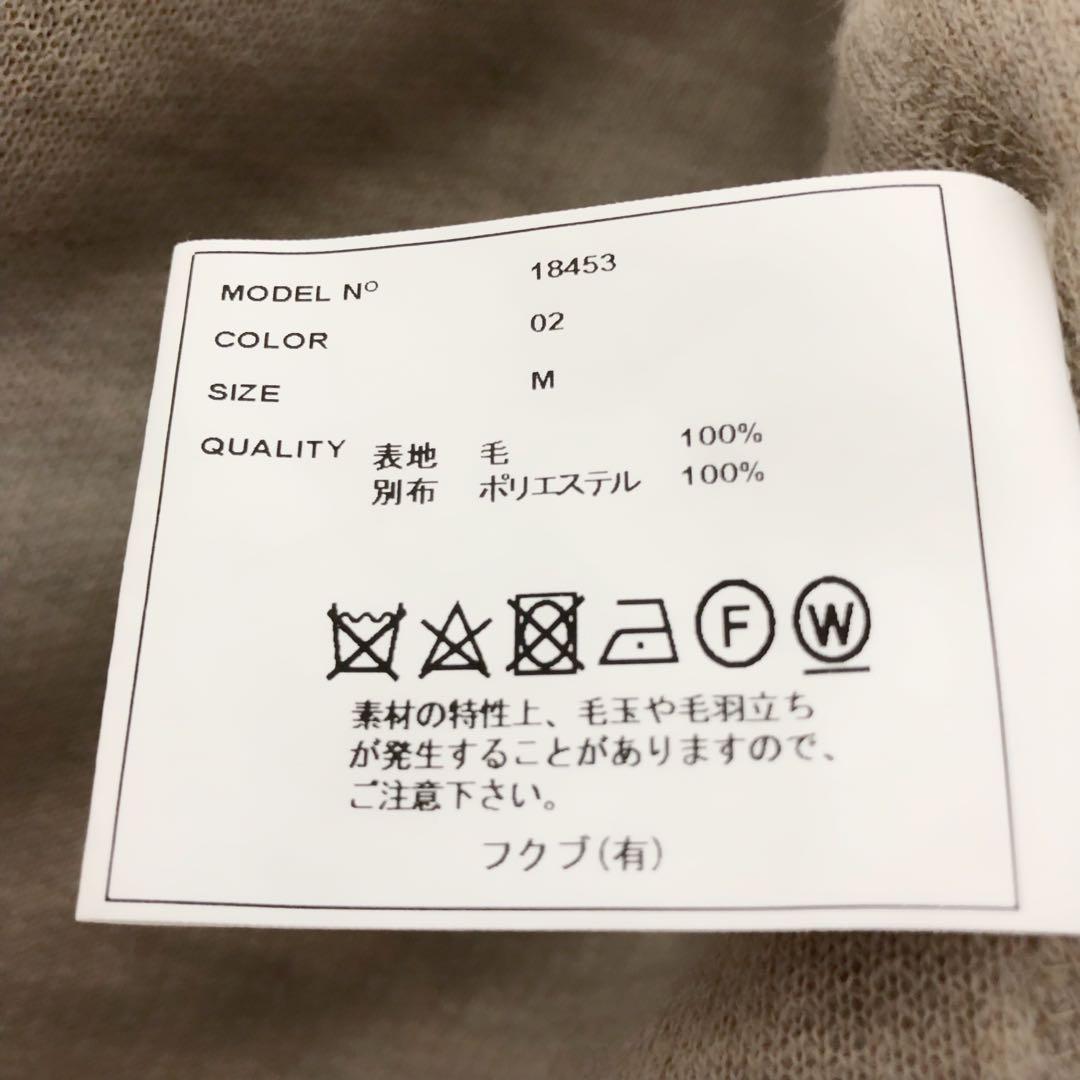 MODEL Nº 18453
COLOR 02
SIZE M
QUALITY 表地 毛 100%
別布 ポリエステル 100%
F W
素材の特性上、毛玉や毛羽立ち
が発生することがありますので、
ご注意下さい。
フクブ(有)